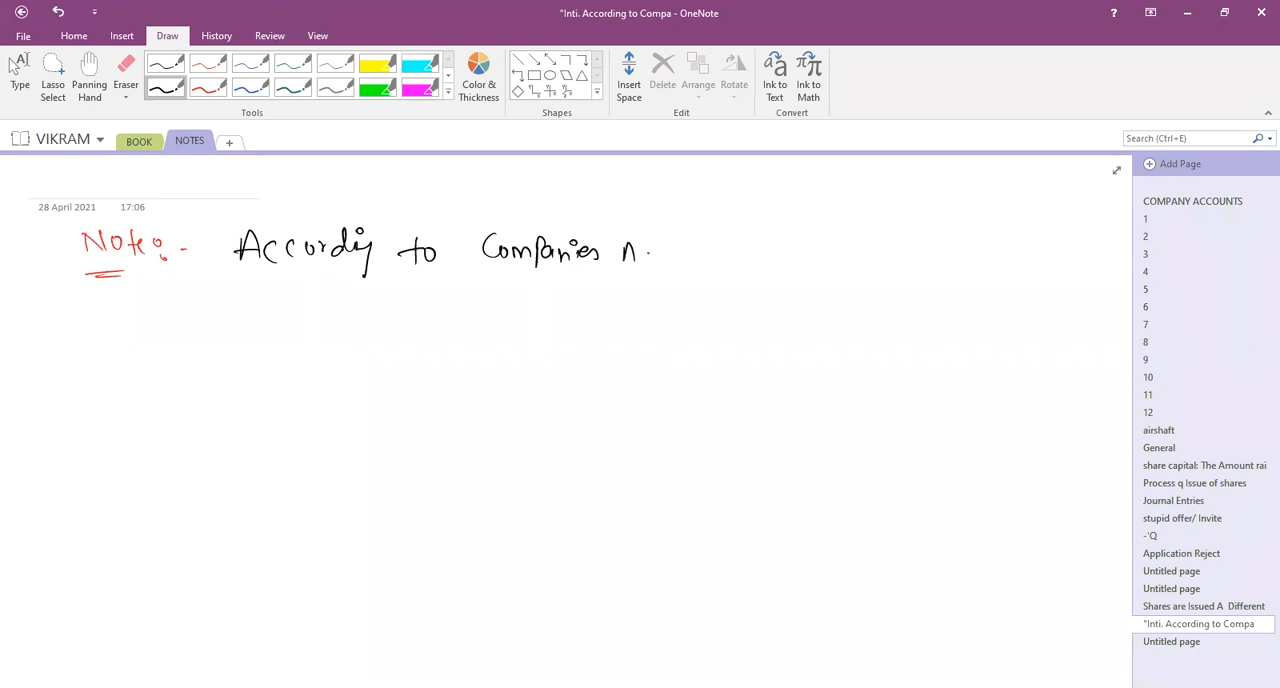 "Inti. According to Compa - OneNote
File Home Insert Draw History Review View
Type Lasso Select Panning Hand Eraser Color & Thickness Insert Space Delete Arrange Rotate Ink to Text Ink to Math
Tools Shapes Edit Convert
VIKRAM BOOK NOTES Search (Ctrl+E)
Add Page
28 April 2021 17:06
Note:- According to Companies
COMPANY ACCOUNTS
1
2
3
4
5
6
7
8
9
10
11
12
airshaft
General
share capital: The Amount rai
Process q Issue of shares
Journal Entries
stupid offer/ Invite
-'Q
Application Reject
Untitled page
Untitled page
Shares are Issued A Different
"Inti. According to Compa
Untitled page